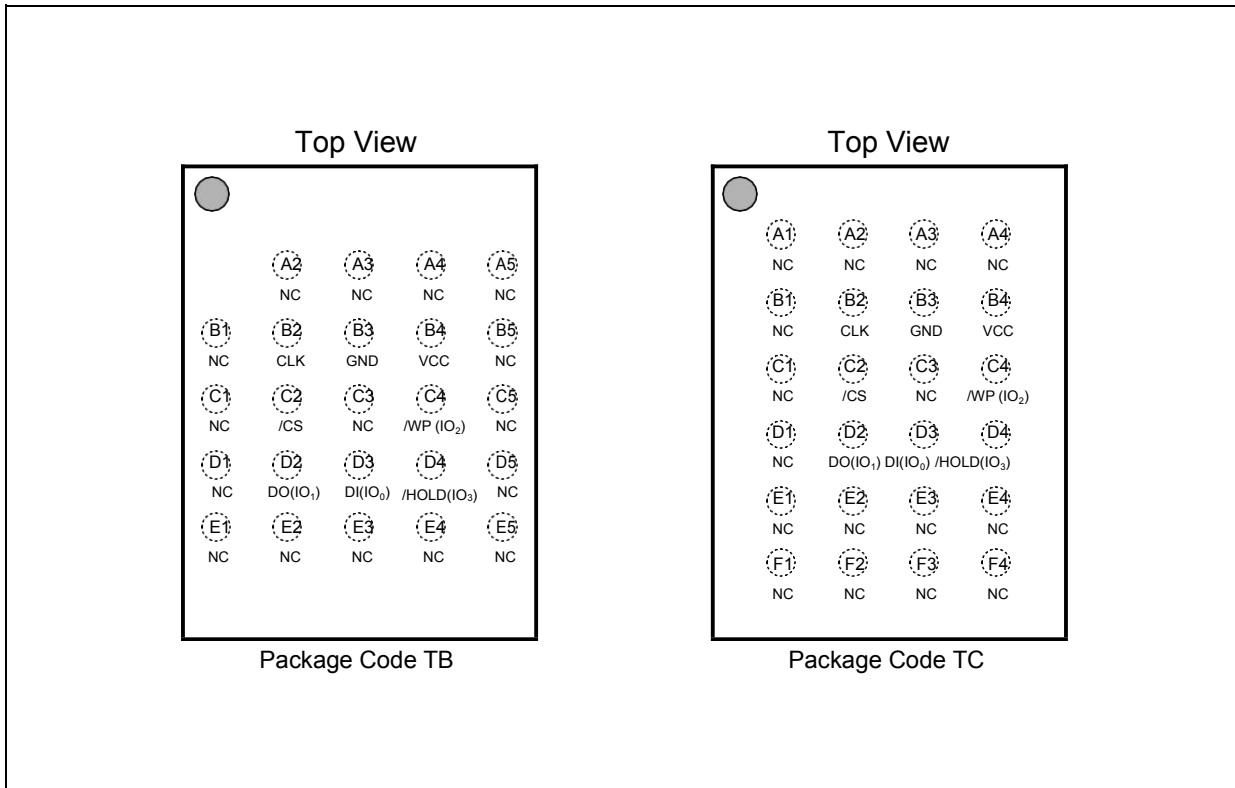 Top View
A2 A3 A4 A5
NC NC NC NC
B1 B2 B3 B4 B5
NC CLK GND VCC NC
C1 C2 C3 C4 C5
NC /CS NC /WP (IO₂) NC
D1 D2 D3 D4 D5
NC DO(IO₁) DI(IO₀) /HOLD(IO₃) NC
E1 E2 E3 E4 E5
NC NC NC NC NC
Package Code TB
Top View
A1 A2 A3 A4
NC NC NC NC
B1 B2 B3 B4
NC CLK GND VCC
C1 C2 C3 C4
NC /CS NC /WP (IO₂)
D1 D2 D3 D4
NC DO(IO₁) DI(IO₀) /HOLD(IO₃)
E1 E2 E3 E4
NC NC NC NC
F1 F2 F3 F4
NC NC NC NC
Package Code TC